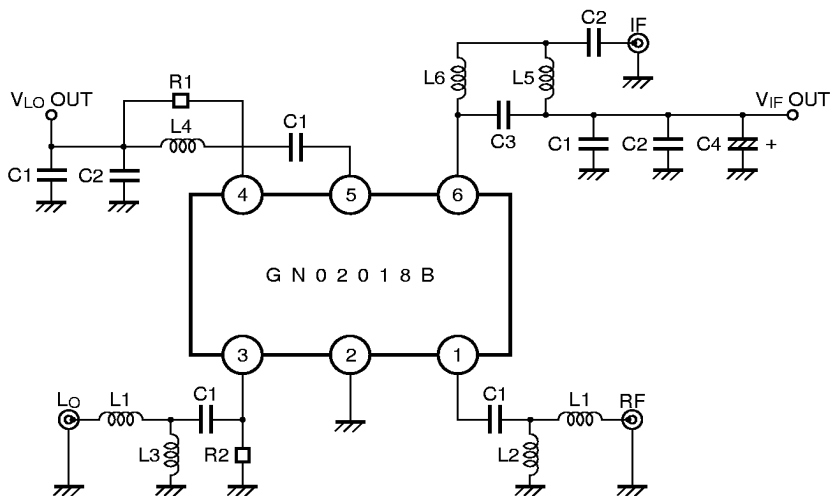 C2
IF
L6
L5
R1
VLO OUT
VIF OUT
L4
C1
C3
C1
C2
C4
+
C1
C2
4
5
6
GN02018B
3
2
1
LO
L1
C1
C1
L1
RF
L3
R2
L2